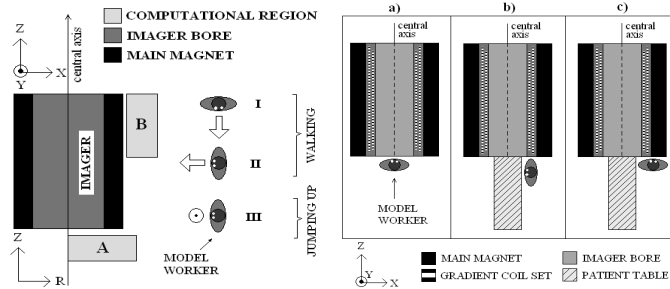 Z
X
Y
central axis
COMPUTATIONAL REGION
IMAGER BORE
MAIN MAGNET
IMAGER
B
A
Z
R
I
II
III
WALKING
JUMPING UP
MODEL
WORKER
a)
b)
c)
central
axis
central
axis
central
axis
MODEL
WORKER
Z
Y
X
MAIN MAGNET
IMAGER BORE
GRADIENT COIL SET
PATIENT TABLE